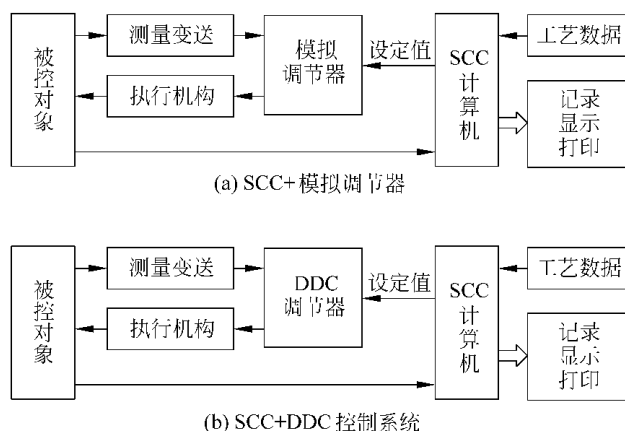 被控对象
测量变送
执行机构
模拟
调节器
设定值
SCC
计算机
工艺数据
记录
显示
打印
(a) SCC+模拟调节器
被控对象
测量变送
执行机构
DDC
调节器
设定值
SCC
计算机
工艺数据
记录
显示
打印
(b) SCC+DDC 控制系统